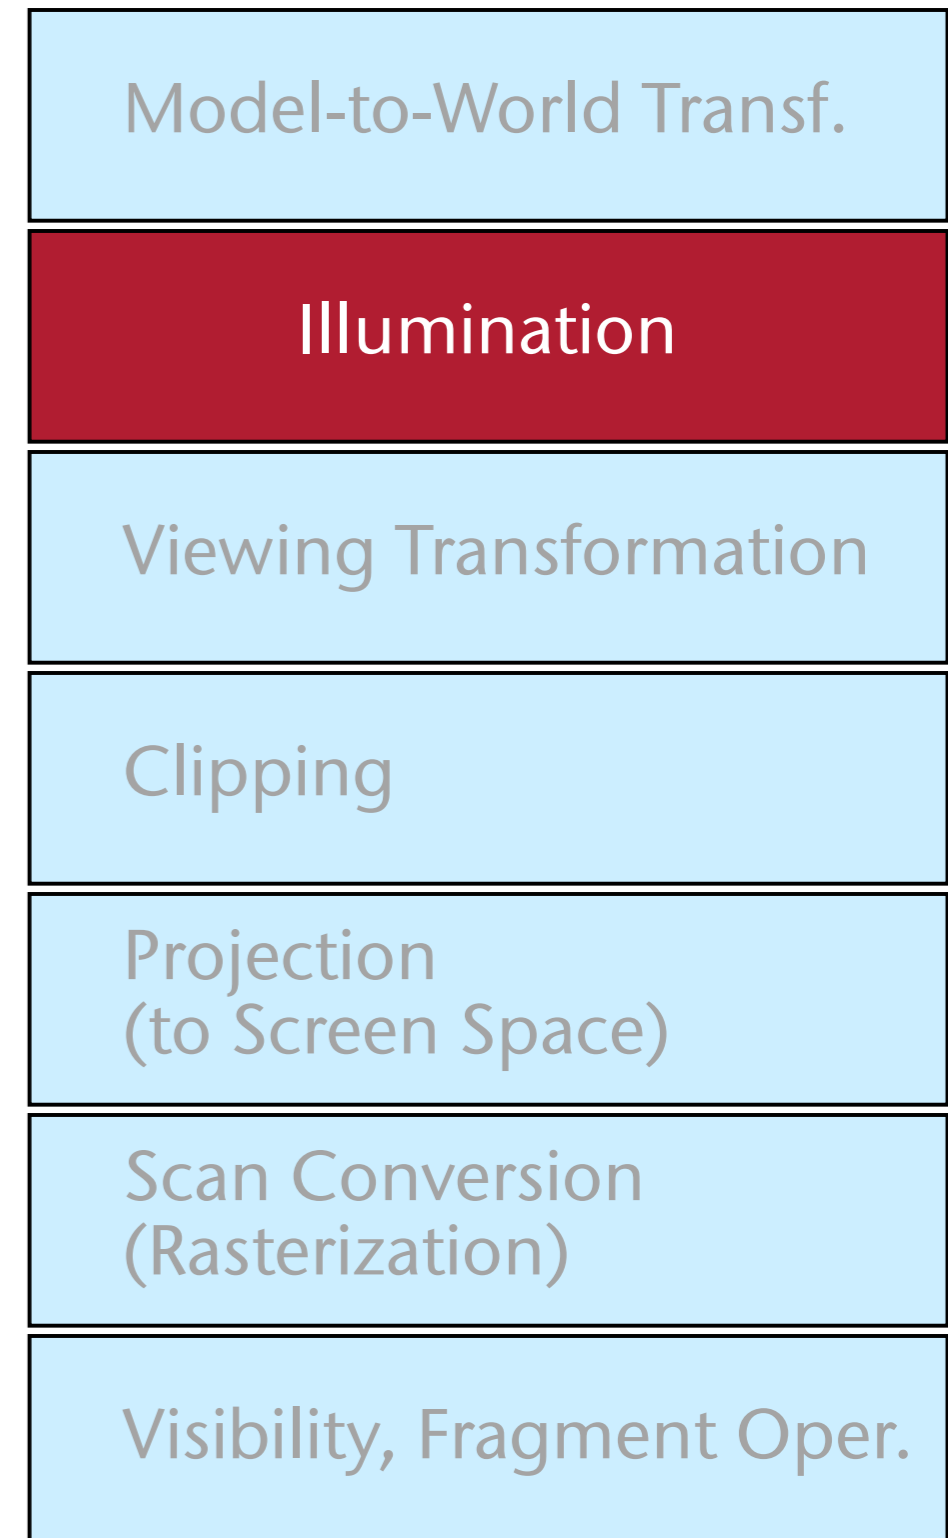 Model-to-World Transf.
Illumination
Viewing Transformation
Clipping
Projection
(to Screen Space)
Scan Conversion
(Rasterization)
Visibility, Fragment Oper.